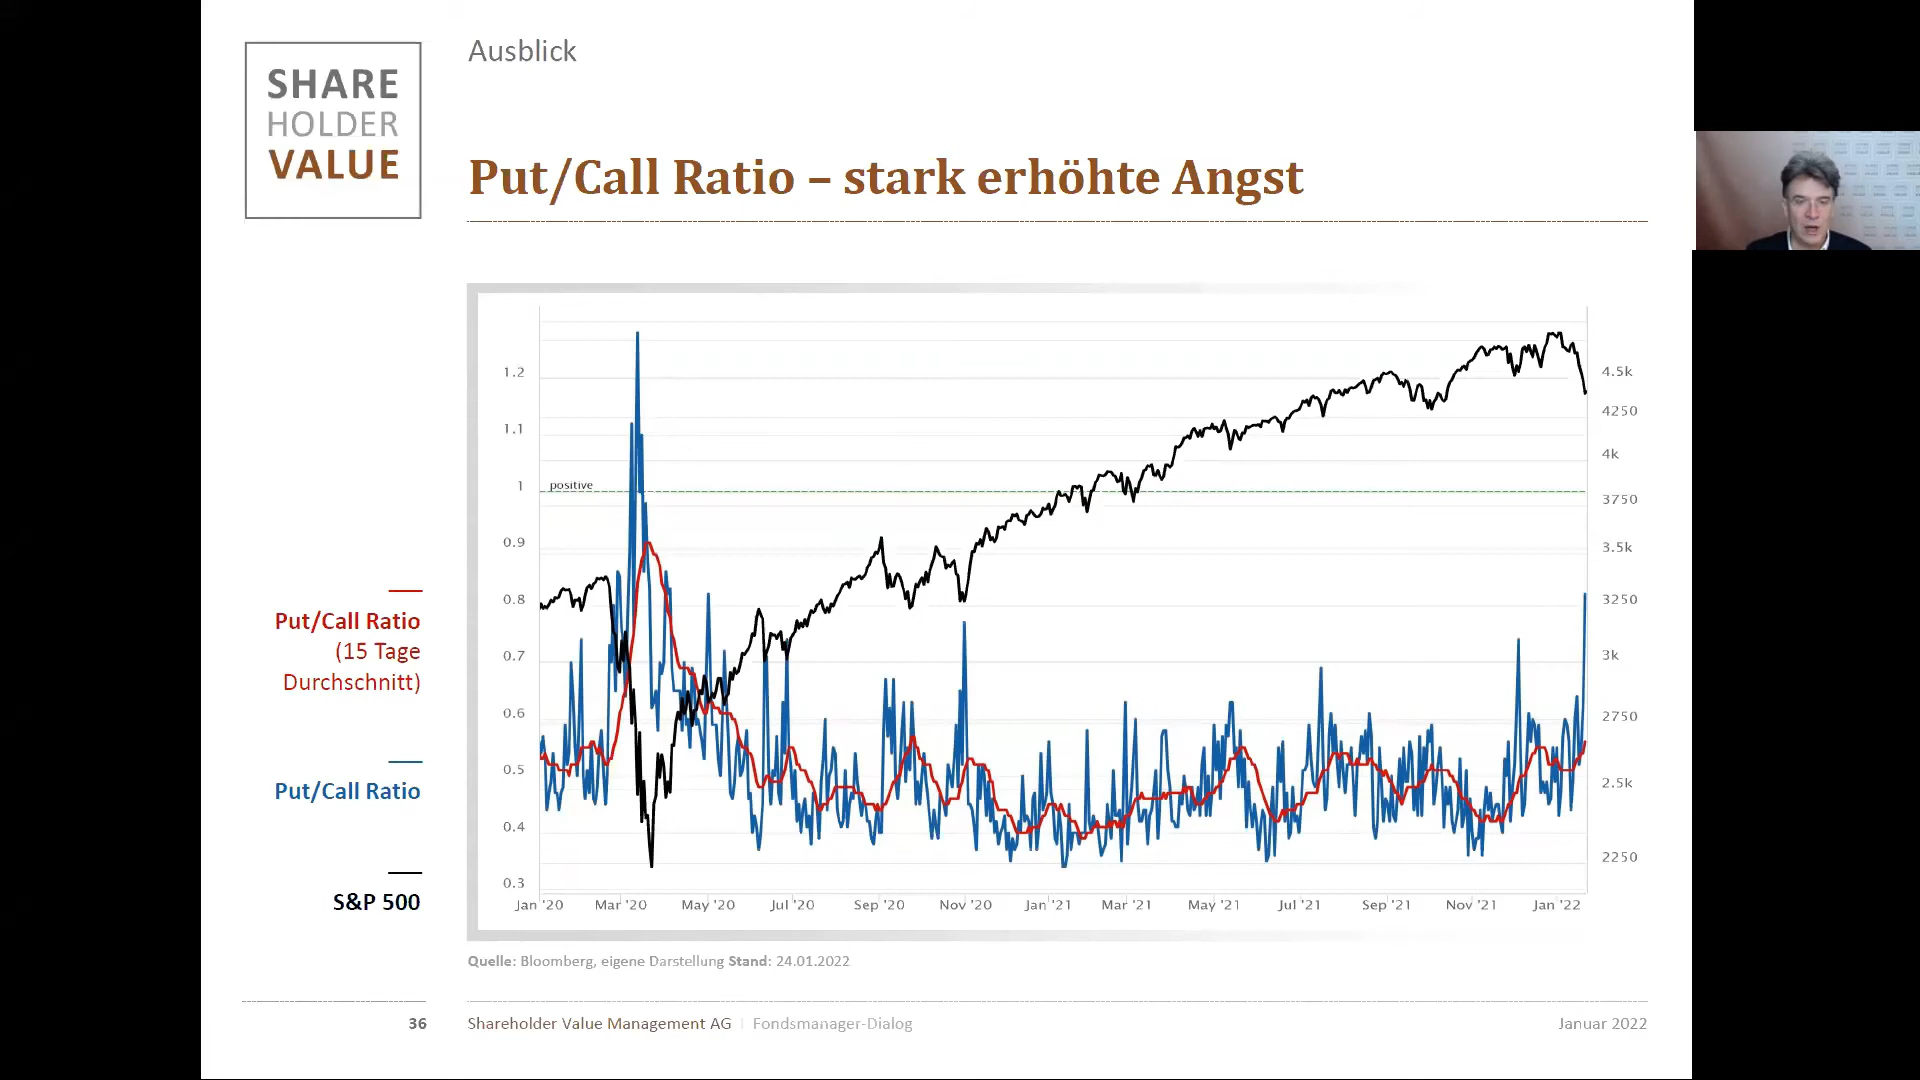 SHARE
HOLDER
VALUE
Ausblick
Put/Call Ratio – stark erhöhte Angst
Put/Call Ratio
(15 Tage
Durchschnitt)
Put/Call Ratio
S&P 500
1.2
1.1
1
0.9
0.8
0.7
0.6
0.5
0.4
0.3
positive
4.5k
4250
4k
3750
3.5k
3250
3k
2750
2.5k
2250
Jan '20 Mar '20 May '20 Jul '20 Sep '20 Nov '20 Jan '21 Mar '21 May '21 Jul '21 Sep '21 Nov '21 Jan '22
Quelle: Bloomberg, eigene Darstellung Stand: 24.01.2022
36 Shareholder Value Management AG | Fondsmanager-Dialog Januar 2022